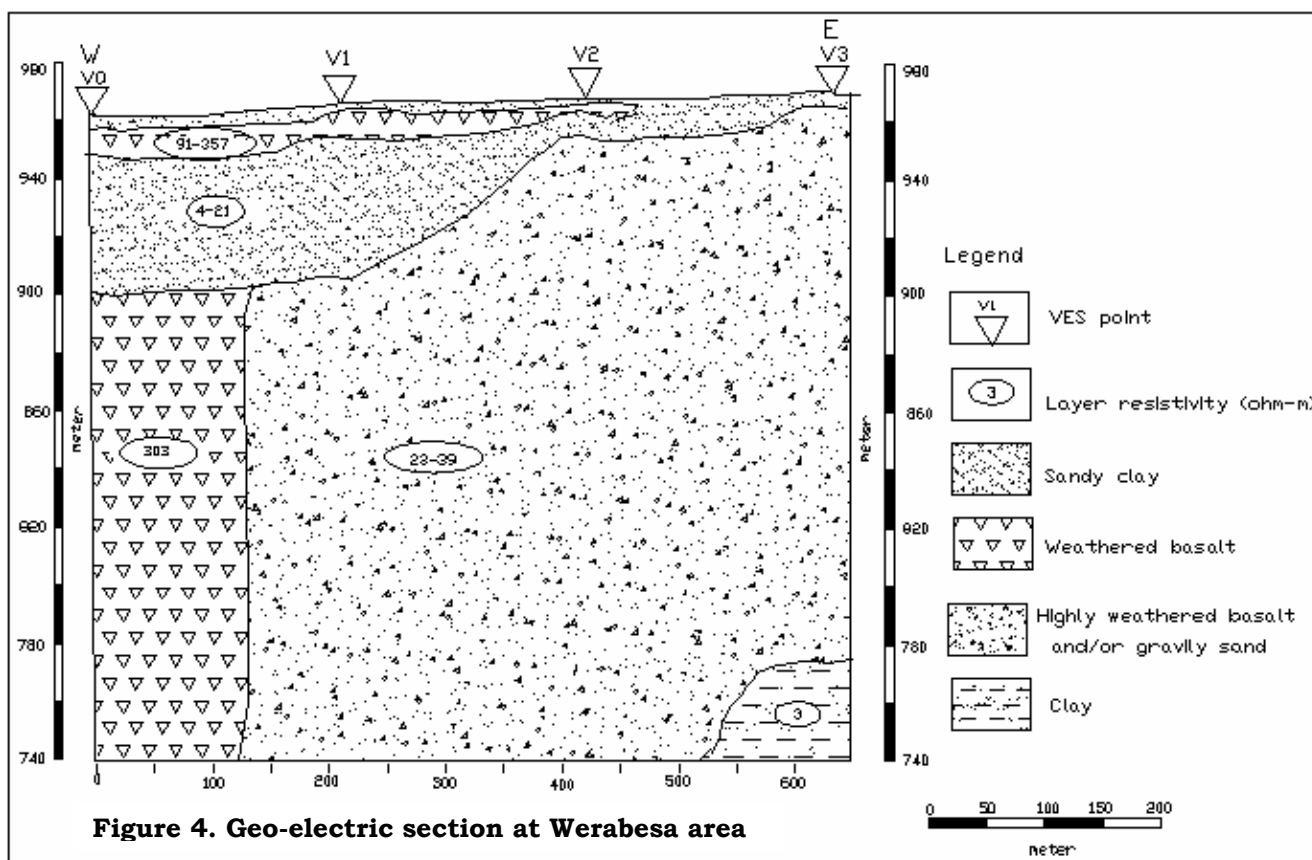 W
V0
V1
V2
E
V3
980
940
900
860
820
780
740
meter
91-357
4-21
303
23-39
3
0
100
200
300
400
500
600
980
940
900
860
820
780
740
meter
Legend
V1
VES point
3
Layer resistivity (ohm-m)
Sandy clay
Weathered basalt
Highly weathered basalt
and/or gravily sand
Clay
0
50
100
150
200
meter
Figure 4. Geo-electric section at Werabesa area